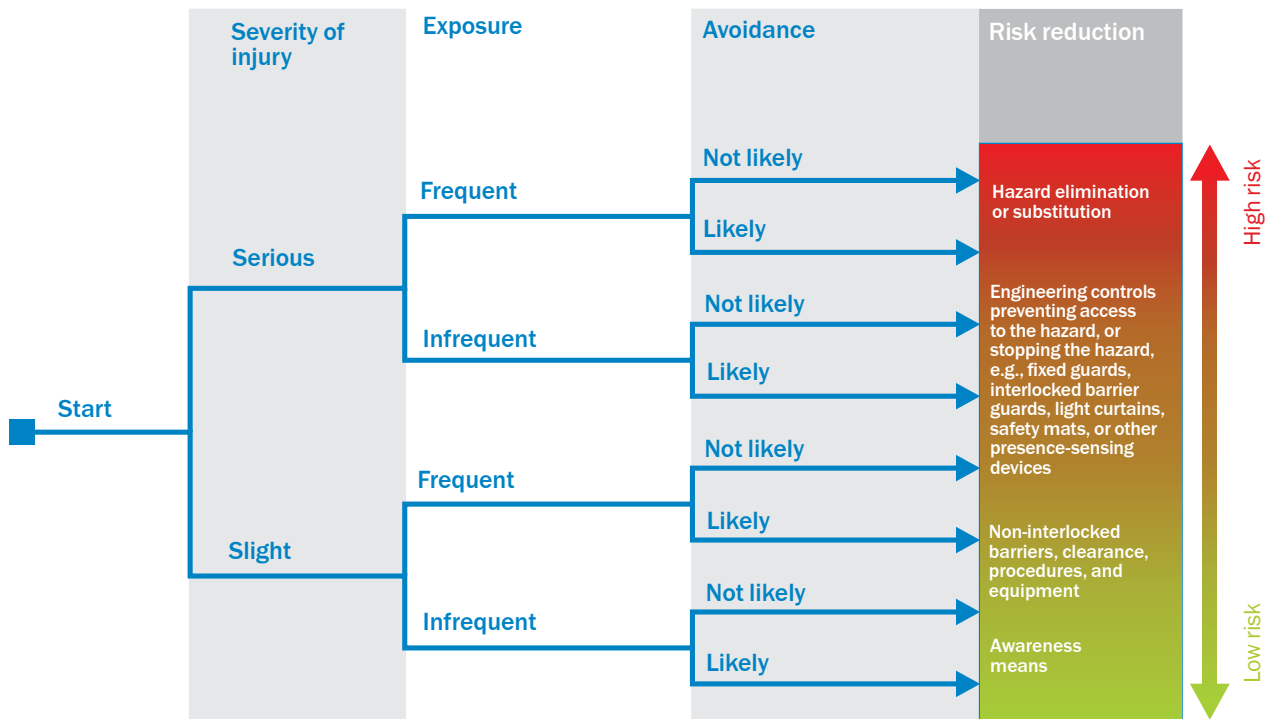 Severity of
injury
Exposure
Avoidance
Risk reduction
Not likely
Frequent
Likely
Hazard elimination
or substitution
High risk
Serious
Not likely
Infrequent
Likely
Engineering controls
preventing access
to the hazard, or
stopping the hazard,
e.g., fixed guards,
interlocked barrier
guards, light curtains,
safety mats, or other
presence-sensing
devices
Start
Not likely
Frequent
Likely
Slight
Non-interlocked
barriers, clearance,
procedures, and
equipment
Not likely
Infrequent
Likely
Awareness
means
Low risk